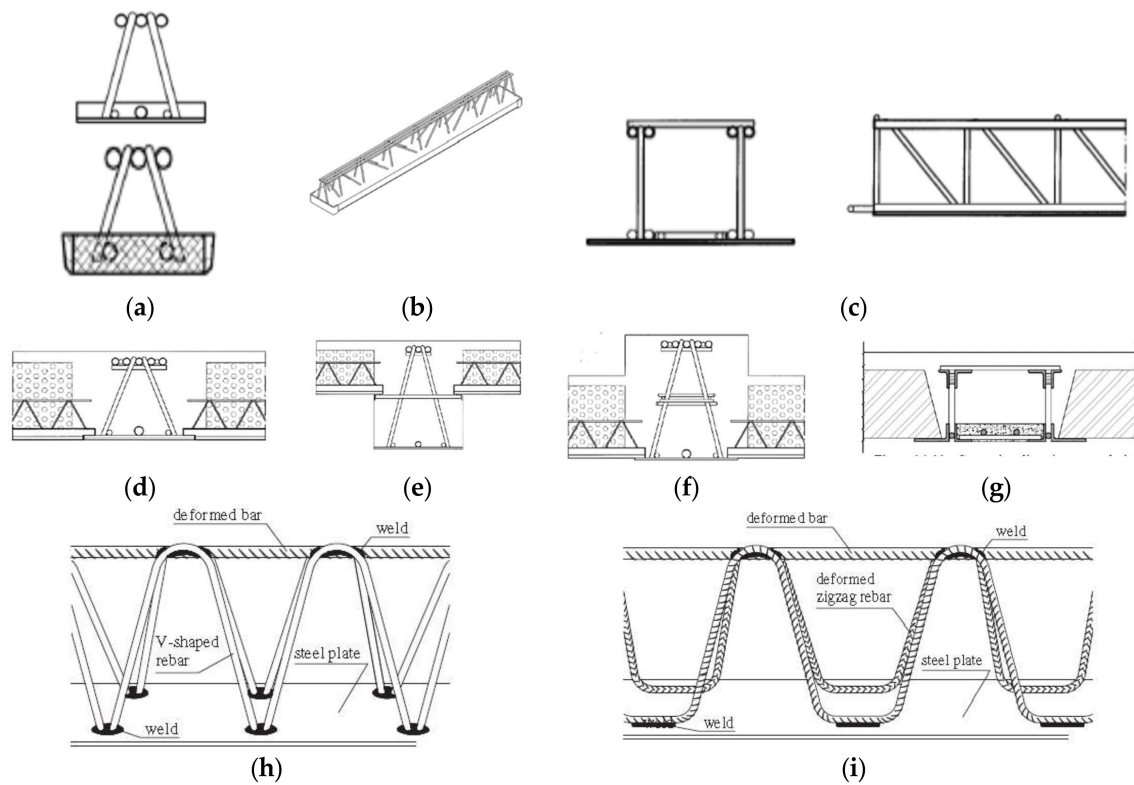 (a)
(b)
(c)
(d)
(e)
(f)
(g)
deformed bar
weld
V-shaped
rebar
steel plate
weld
(h)
deformed bar
weld
deformed
zigzag rebar
steel plate
weld
(i)